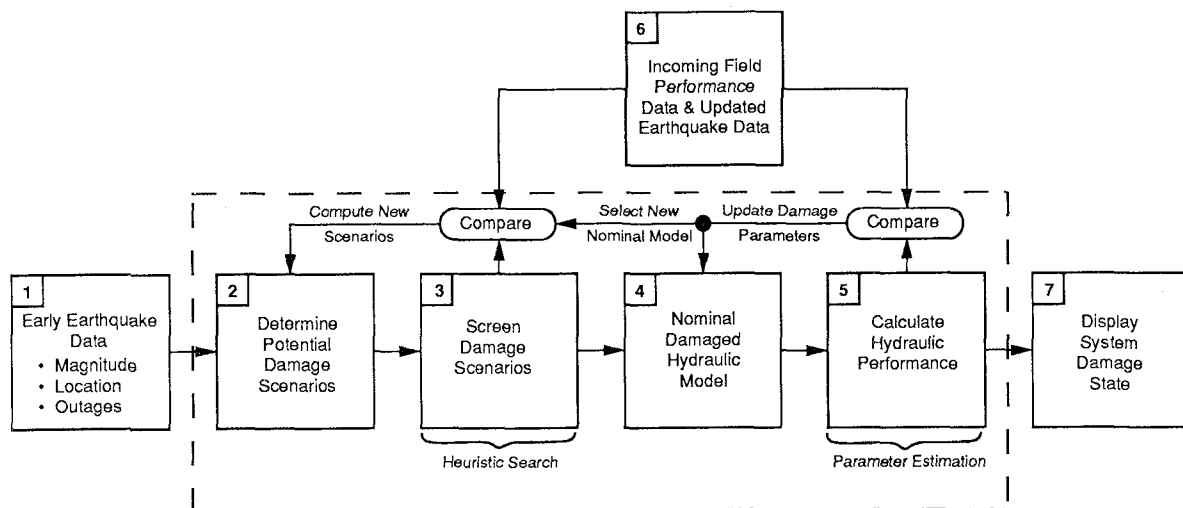 6
Incoming Field
Performance
Data & Updated
Earthquake Data
Compute New
Scenarios
Compare
Select New
Nominal Model
Update Damage
Parameters
Compare
1
Early Earthquake
Data
• Magnitude
• Location
• Outages
2
Determine
Potential
Damage
Scenarios
3
Screen
Damage
Scenarios
4
Nominal
Damaged
Hydraulic
Model
5
Calculate
Hydraulic
Performance
7
Display
System
Damage
State
Heuristic Search
Parameter Estimation